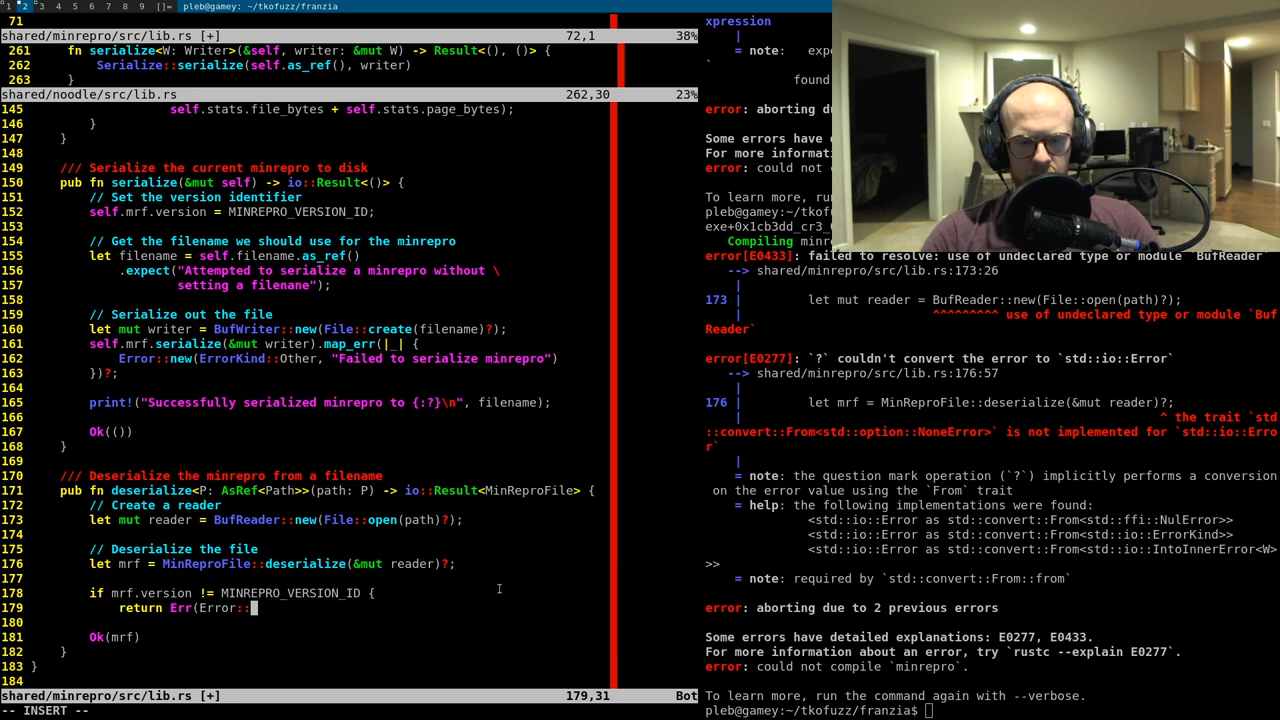 1 2 3 4 5 6 7 8 9 []= pleb@gamey: ~/tkofuzz/franzia
71
shared/minrepro/src/lib.rs [+] 72,1 38%
261 fn serialize<W: Writer>(&self, writer: &mut W) -> Result<(), ()> {
262 Serialize::serialize(self.as_ref(), writer)
263 }
shared/noodle/src/lib.rs 262,30 23%
145 self.stats.file_bytes + self.stats.page_bytes);
146 }
147 }
148
149 /// Serialize the current minrepro to disk
150 pub fn serialize(&mut self) -> io::Result<()> {
151 // Set the version identifier
152 self.mrf.version = MINREPRO_VERSION_ID;
153
154 // Get the filename we should use for the minrepro
155 let filename = self.filename.as_ref()
156 .expect("Attempted to serialize a minrepro without \
157 setting a filename");
158
159 // Serialize out the file
160 let mut writer = BufWriter::new(File::create(filename)?);
161 self.mrf.serialize(&mut writer).map_err(|_| {
162 Error::new(ErrorKind::Other, "Failed to serialize minrepro")
163 })?;
164
165 print!("Successfully serialized minrepro to {:?}\n", filename);
166
167 Ok(())
168 }
169
170 /// Deserialize the minrepro from a filename
171 pub fn deserialize<P: AsRef<Path>>(path: P) -> io::Result<MinReproFile> {
172 // Create a reader
173 let mut reader = BufReader::new(File::open(path)?);
174
175 // Deserialize the file
176 let mrf = MinReproFile::deserialize(&mut reader)?;
177
178 if mrf.version != MINREPRO_VERSION_ID {
179 return Err(Error::
180
181 Ok(mrf)
182 }
183 }
184
shared/minrepro/src/lib.rs [+] 179,31 Bot
-- INSERT --
xpression
|
= note: expe
`
found
error: aborting du
Some errors have
For more informati
error: could not
To learn more, run
pleb@gamey:~/tkofu
exe+0x1cb3dd_cr3_
Compiling minre
error[E0433]: failed to resolve: use of undeclared type or module `BufReader`
--> shared/minrepro/src/lib.rs:173:26
|
173 | let mut reader = BufReader::new(File::open(path)?);
| ^^^^^^^^^ use of undeclared type or module `Buf
Reader`
error[E0277]: `?` couldn't convert the error to `std::io::Error`
--> shared/minrepro/src/lib.rs:176:57
|
176 | let mrf = MinReproFile::deserialize(&mut reader)?;
| ^ the trait `std
::convert::From<std::option::NoneError>` is not implemented for `std::io::Erro
r`
|
= note: the question mark operation (`?`) implicitly performs a conversion
on the error value using the `From` trait
= help: the following implementations were found:
<std::io::Error as std::convert::From<std::ffi::NulError>>
<std::io::Error as std::convert::From<std::io::ErrorKind>>
<std::io::Error as std::convert::From<std::io::IntoInnerError<W>
>>
= note: required by `std::convert::From::from`
error: aborting due to 2 previous errors
Some errors have detailed explanations: E0277, E0433.
For more information about an error, try `rustc --explain E0277`.
error: could not compile `minrepro`.
To learn more, run the command again with --verbose.
pleb@gamey:~/tkofuzz/franzia$